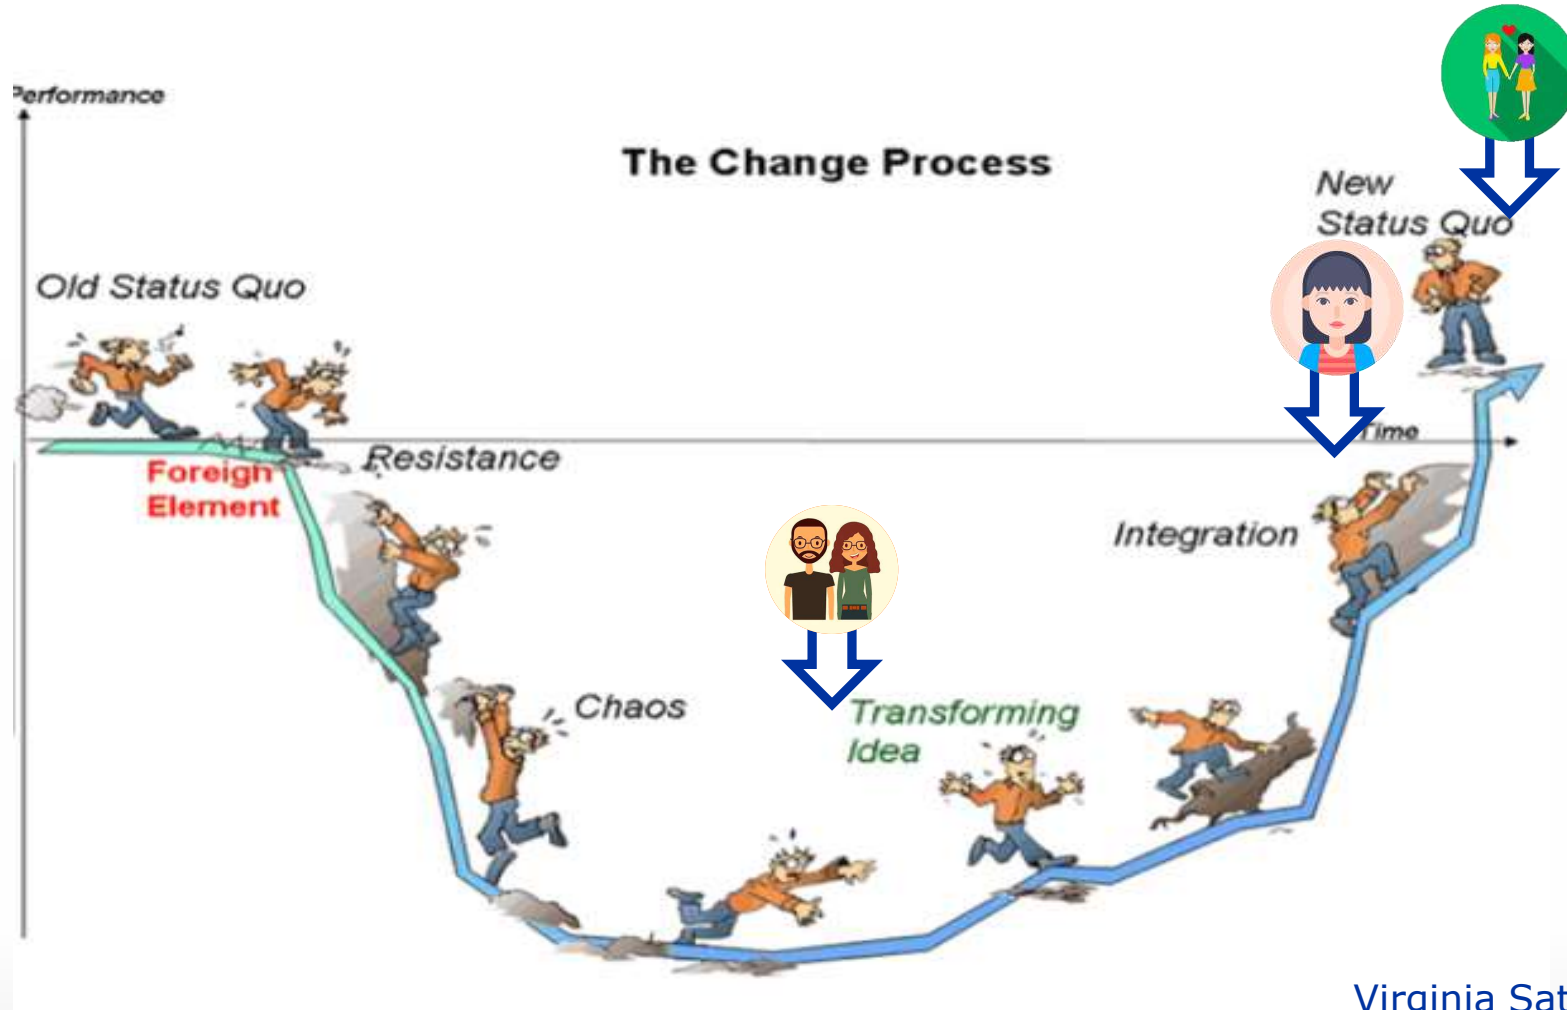 Performance
The Change Process
New
Status Quo
Old Status Quo
Time
Foreign
Element
Resistance
Integration
Chaos
Transforming
Idea
Virginia